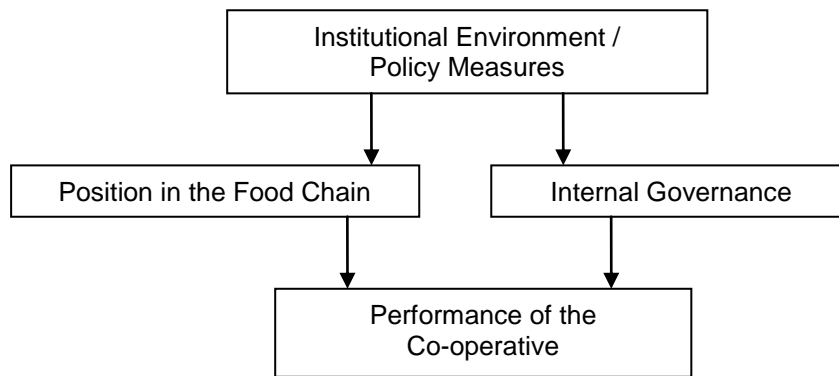 Institutional Environment /
Policy Measures
Position in the Food Chain
Internal Governance
Performance of the
Co-operative